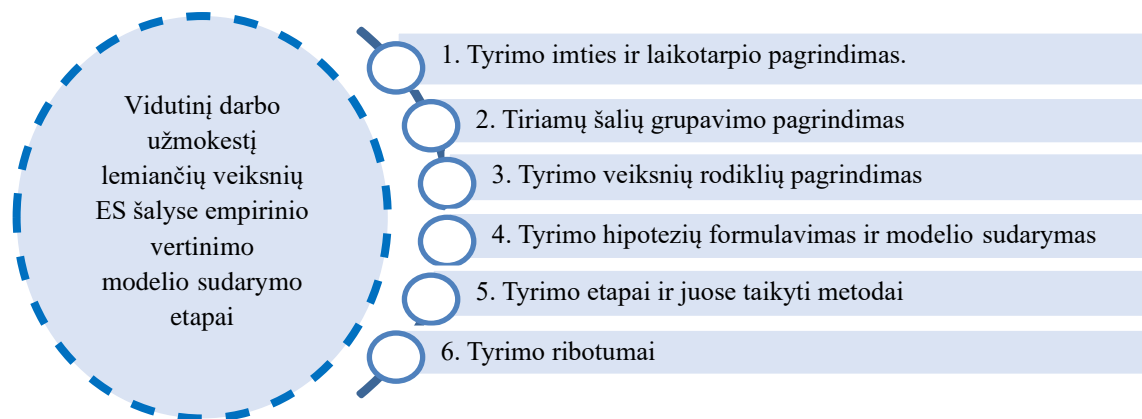 Vidutinį darbo
užmokestį
lemiančių veiksnių
ES šalyse empirinio
vertinimo
modelio sudarymo
etapai
1. Tyrimo imties ir laikotarpio pagrindimas.
2. Tiriamų šalių grupavimo pagrindimas
3. Tyrimo veiksnių rodiklių pagrindimas
4. Tyrimo hipotezių formulavimas ir modelio sudarymas
5. Tyrimo etapai ir juose taikyti metodai
6. Tyrimo ribotumai